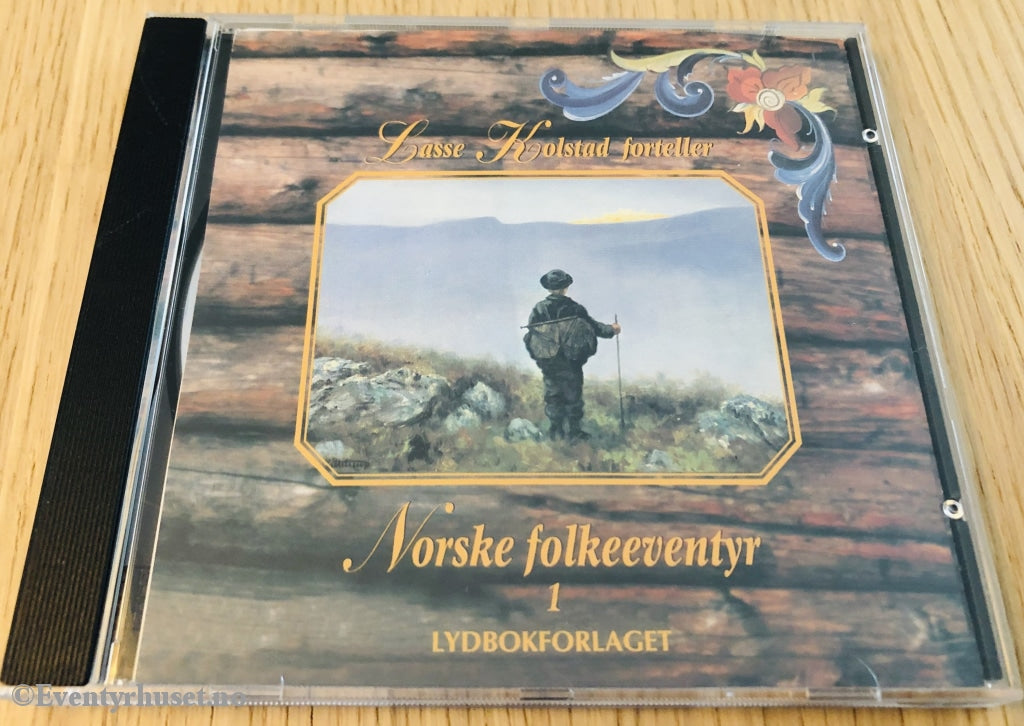 Lasse Kolstad forteller
Norske folkeeventyr
1
LYDBOKFORLAGET
©Eventyrhuset.no